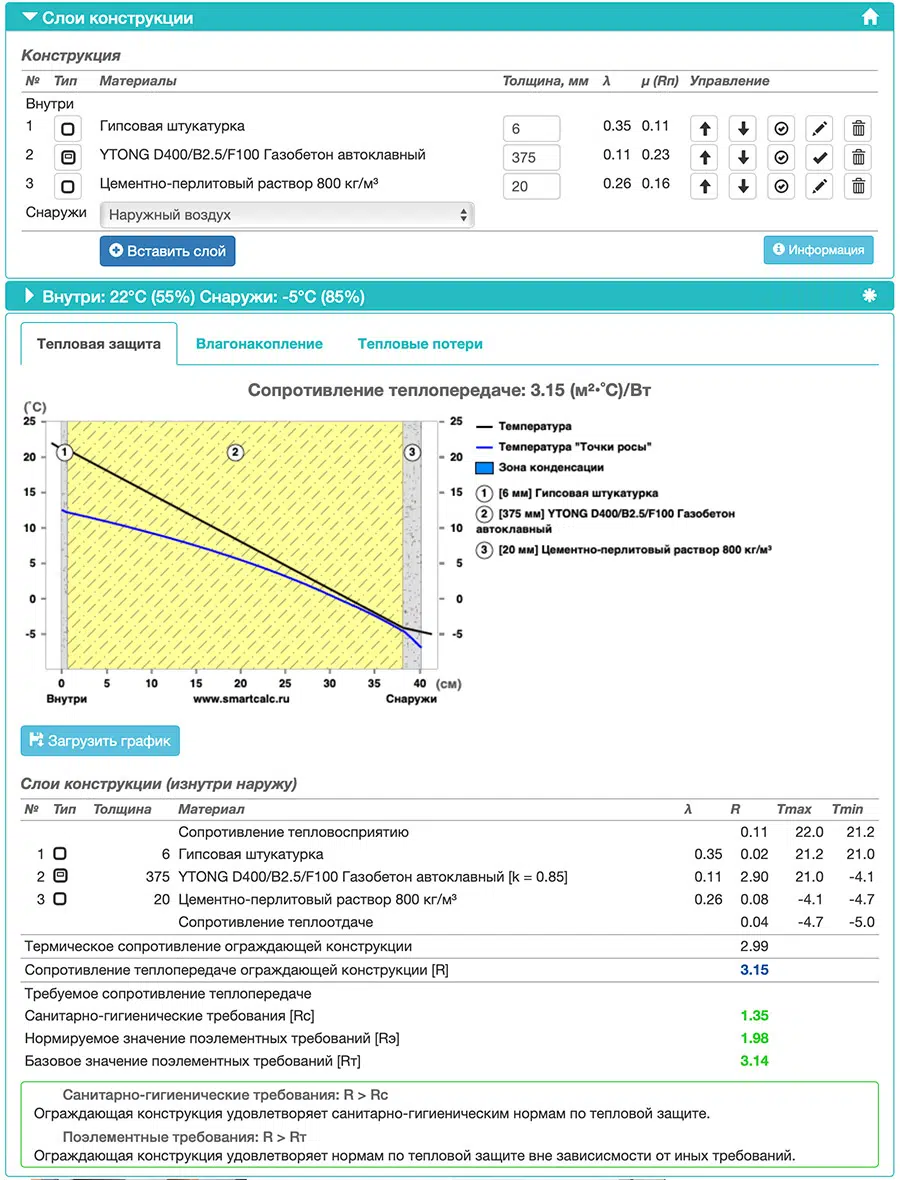 Слои конструкции
Конструкция
№ Тип Материалы Толщина, мм λ μ (Rп) Управление
Внутри
1 Гипсовая штукатурка 6 0.35 0.11
2 YTONG D400/B2.5/F100 Газобетон автоклавный 375 0.11 0.23
3 Цементно-перлитовый раствор 800 кг/м³ 20 0.26 0.16
Снаружи Наружный воздух
Вставить слой Информация
Внутри: 22°C (55%) Снаружи: -5°C (85%)
Тепловая защита Влагонакопление Тепловые потери
Сопротивление теплопередаче: 3.15 (м²•˚C)/Вт
(˚C)
25 25
20 20
15 15
10 10
5 5
0 0
-5 -5
1 2 3
0 5 10 15 20 25 30 35 40 (см)
Внутри www.smartcalc.ru Снаружи
Температура
Температура "Точки росы"
Зона конденсации
1 [6 мм] Гипсовая штукатурка
2 [375 мм] YTONG D400/B2.5/F100 Газобетон
автоклавный
3 [20 мм] Цементно-перлитовый раствор 800 кг/м³
Загрузить график
Слои конструкции (изнутри наружу)
№ Тип Толщина Материал λ R Tmax Tmin
Сопротивление тепловосприятию 0.11 22.0 21.2
1 6 Гипсовая штукатурка 0.35 0.02 21.2 21.0
2 375 YTONG D400/B2.5/F100 Газобетон автоклавный [k = 0.85] 0.11 2.90 21.0 -4.1
3 20 Цементно-перлитовый раствор 800 кг/м³ 0.26 0.08 -4.1 -4.7
Сопротивление теплоотдаче 0.04 -4.7 -5.0
Термическое сопротивление ограждающей конструкции 2.99
Сопротивление теплопередаче ограждающей конструкции [R] 3.15
Требуемое сопротивление теплопередаче
Санитарно-гигиенические требования [Rс] 1.35
Нормируемое значение поэлементных требований [Rэ] 1.98
Базовое значение поэлементных требований [Rт] 3.14
Санитарно-гигиенические требования: R > Rс
Ограждающая конструкция удовлетворяет санитарно-гигиеническим нормам по тепловой защите.
Поэлементные требования: R > Rт
Ограждающая конструкция удовлетворяет нормам по тепловой защите вне зависисмости от иных требований.